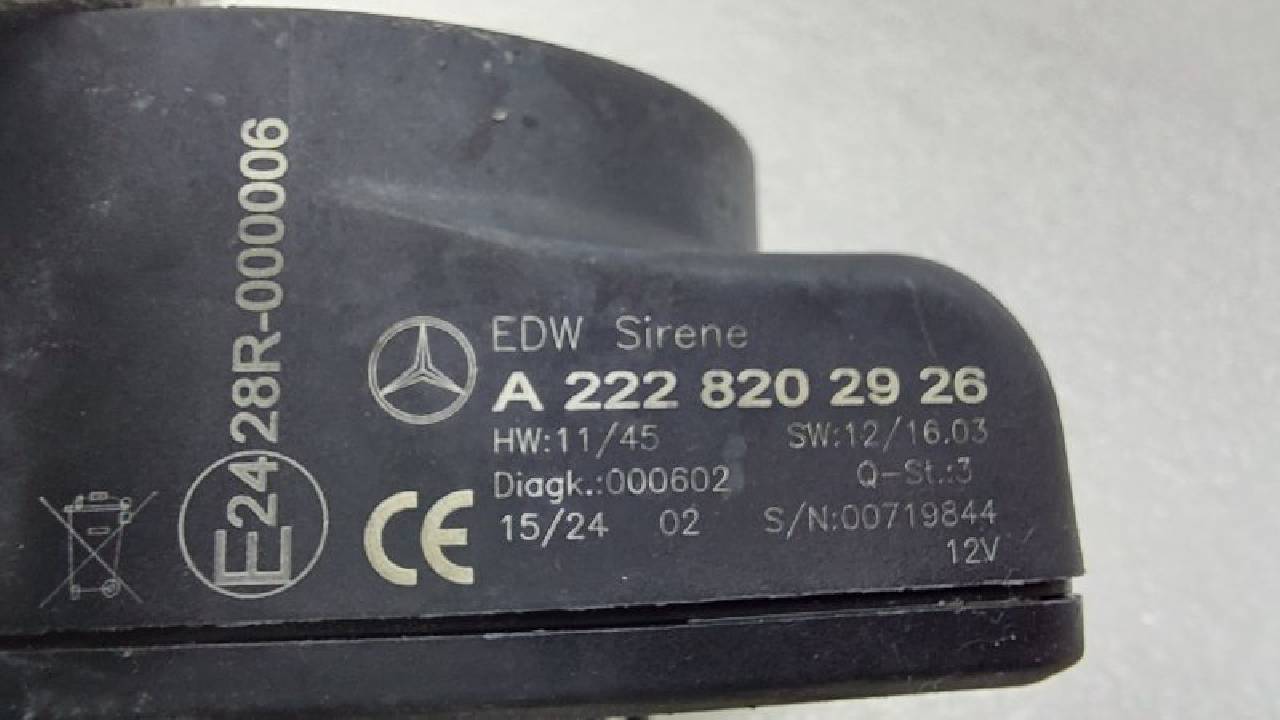 E24 28R-000006
EDW Sirene
A 222 820 29 26
HW:11/45 SW:12/16.03
Diagk.:000602 Q-St.:3
15/24 02 S/N:00719844
12V
CE